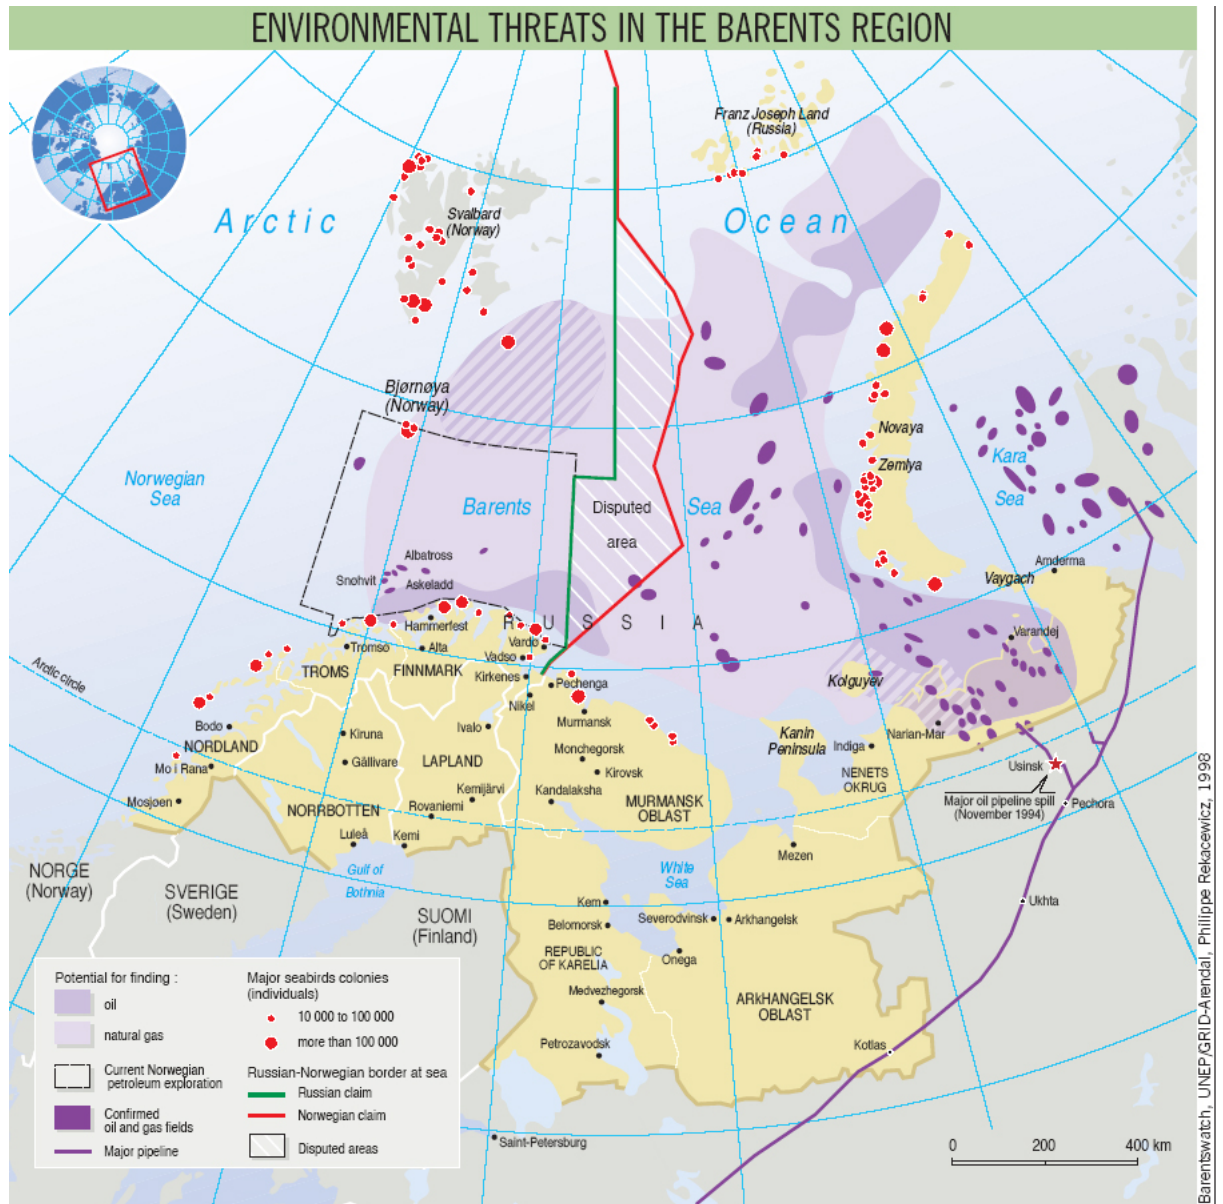 ENVIRONMENTAL THREATS IN THE BARENTS REGION
Franz Joseph Land
(Russia)
Arctic
Ocean
Svalbard
(Norway)
Bjørnøya
(Norway)
Norwegian
Sea
Barents
Sea
Disputed
area
Novaya
Zemlya
Kara
Sea
Albatross
Snohvit
Askeladd
Amderma
Vaygach
Hammerfest
RUSSIA
Varandej
Tromsø
Alta
Vardø
Vadsø
Arctic circle
TROMS
FINNMARK
Kirkenes
Pechenga
Kolguyev
Nikel
Bodo
Ivalo
Murmansk
Narian-Mar
NORDLAND
Kiruna
Kanin
Peninsula
Indiga
Monchegorsk
Mo i Rana
Gällivare
LAPLAND
Kirovsk
NENETS
OKRUG
Usinsk
Mosjøen
Kemijärvi
Kandalaksha
Major oil pipeline spill
(November 1994)
Pechora
NORRBOTTEN
Rovaniemi
MURMANSK
OBLAST
Luleå
Kemi
Mezen
NORGE
(Norway)
Gulf of
Bothnia
White
Sea
SVERIGE
(Sweden)
SUOMI
(Finland)
Kem
Belomorsk
Severodvinsk
Arkhangelsk
Ukhta
REPUBLIC
OF KARELIA
Onega
Medvezhegorsk
ARKHANGELSK
OBLAST
Petrozavodsk
Kotlas
Saint-Petersburg
Potential for finding :
oil
natural gas
Current Norwegian
petroleum exploration
Confirmed
oil and gas fields
Major pipeline
Major seabirds colonies
(individuals)
10 000 to 100 000
more than 100 000
Russian-Norwegian border at sea
Russian claim
Norwegian claim
Disputed areas
0 200 400 km
Barentswatch, UNEP/GRID-Arendal, Philippe Rekacewicz, 1998